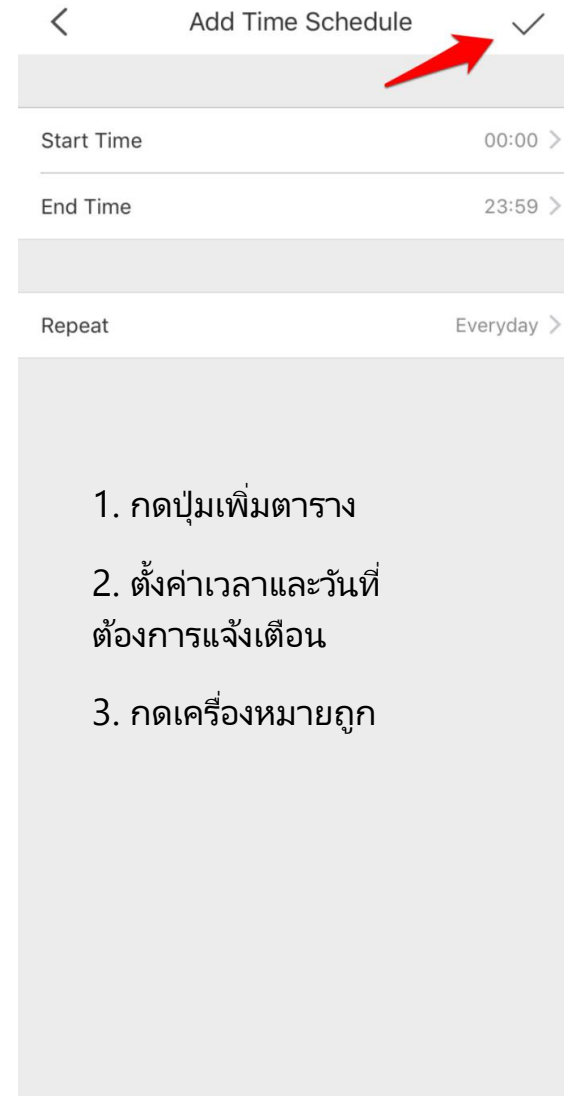 Add Time Schedule
Start Time 00:00
End Time 23:59
Repeat Everyday
1. กดปุ่มเพิ่มตาราง
2. ตั้งค่าเวลาและวันที่
ต้องการแจ้งเตือน
3. กดเครื่องหมายถูก